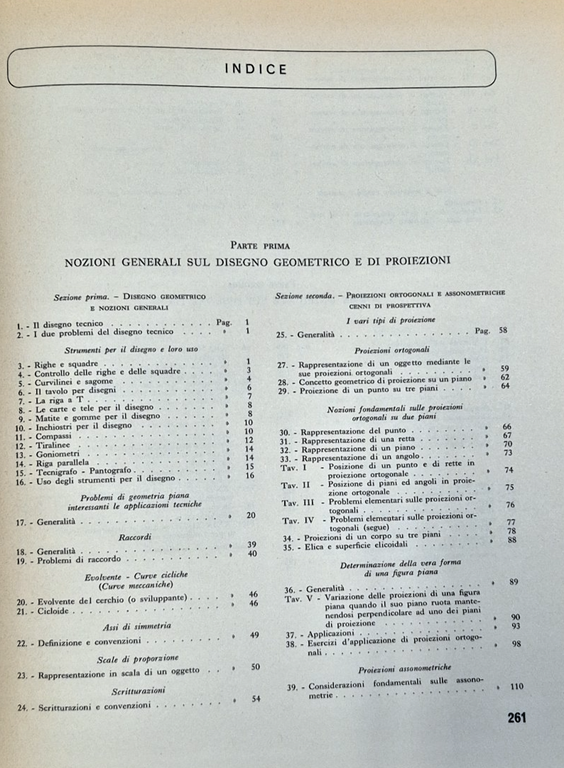 INDICE
PARTE PRIMA
NOZIONI GENERALI SUL DISEGNO GEOMETRICO E DI PROIEZIONI
Sezione prima. – DISEGNO GEOMETRICO
E NOZIONI GENERALI
1. - Il disegno tecnico . . . . . . . . . . . . . Pag. 1
2. - I due problemi del disegno tecnico . . . . » 1
Strumenti per il disegno e loro uso
3. - Righe e squadre . . . . . . . . . . . . . » 1
4. - Controllo delle righe e delle squadre . . . . » 3
5. - Curvilinei e sagome . . . . . . . . . . . » 4
6. - Il tavolo per disegni . . . . . . . . . . . » 6
7. - La riga a T . . . . . . . . . . . . . . . » 7
8. - Le carte e tele per il disegno . . . . . . . » 8
9. - Matite e gomme per il disegno . . . . . . » 8
10. - Inchiostri per il disegno . . . . . . . . . » 10
11. - Compassi . . . . . . . . . . . . . . . . » 10
12. - Tiralinee . . . . . . . . . . . . . . . . » 12
13. - Goniometri . . . . . . . . . . . . . . . » 14
14. - Riga parallela . . . . . . . . . . . . . . » 14
15. - Tecnigrafo - Pantografo . . . . . . . . . » 15
16. - Uso degli strumenti per il disegno . . . . . » 16
Problemi di geometria piana
interessanti le applicazioni tecniche
17. - Generalità . . . . . . . . . . . . . . . . » 20
Raccordi
18. - Generalità . . . . . . . . . . . . . . . . » 39
19. - Problemi di raccordo . . . . . . . . . . . » 40
Evolvente - Curve cicliche
(Curve meccaniche)
20. - Evolvente del cerchio (o sviluppante) . . . . » 46
21. - Cicloide . . . . . . . . . . . . . . . . . » 46
Assi di simmetria
22. - Definizione e convenzioni . . . . . . . . . » 49
Scale di proporzione
23. - Rappresentazione in scala di un oggetto . . » 50
Scritturazioni
24. - Scritturazioni e convenzioni . . . . . . . . » 54
Sezione seconda. – PROIEZIONI ORTOGONALI E ASSONOMETRICHE
CENNI DI PROSPETTIVA
I vari tipi di proiezione
25. - Generalità . . . . . . . . . . . . . . . . Pag. 58
Proiezioni ortogonali
27. - Rappresentazione di un oggetto mediante le
sue proiezioni ortogonali . . . . . . . . . » 59
28. - Concetto geometrico di proiezione su un piano » 62
29. - Proiezione di un punto su tre piani . . . . » 64
Nozioni fondamentali sulle proiezioni
ortogonali su due piani
30. - Rappresentazione del punto . . . . . . . . » 66
31. - Rappresentazione di una retta . . . . . . . » 67
32. - Rappresentazione di un piano . . . . . . . » 70
33. - Rappresentazione di un angolo . . . . . . . » 73
Tav. I - Posizione di un punto e di rette in
proiezione ortogonale . . . . . . . . » 74
Tav. II - Posizione di piani ed angoli in proie-
zione ortogonale . . . . . . . . . . » 75
Tav. III - Problemi elementari sulle proiezioni or-
togonali . . . . . . . . . . . . . . » 76
Tav. IV - Problemi elementari sulle proiezioni or-
togonali (segue) . . . . . . . . . . » 77
34. - Proiezioni di un corpo su tre piani . . . . . » 78
35. - Elica e superficie elicoidali . . . . . . . . » 88
Determinazione della vera forma
di una figura piana
36. - Generalità . . . . . . . . . . . . . . . . » 89
Tav. V - Variazione delle proiezioni di una figura
piana quando il suo piano ruota mante-
nendosi perpendicolare ad uno dei piani
di proiezione . . . . . . . . . . . . » 90
37. - Applicazioni . . . . . . . . . . . . . . . » 93
38. - Esercizi d'applicazione di proiezioni ortogo-
nali . . . . . . . . . . . . . . . . . . » 98
Proiezioni assonometriche
39. - Considerazioni fondamentali sulle assono-
metrie . . . . . . . . . . . . . . . . . » 110
261